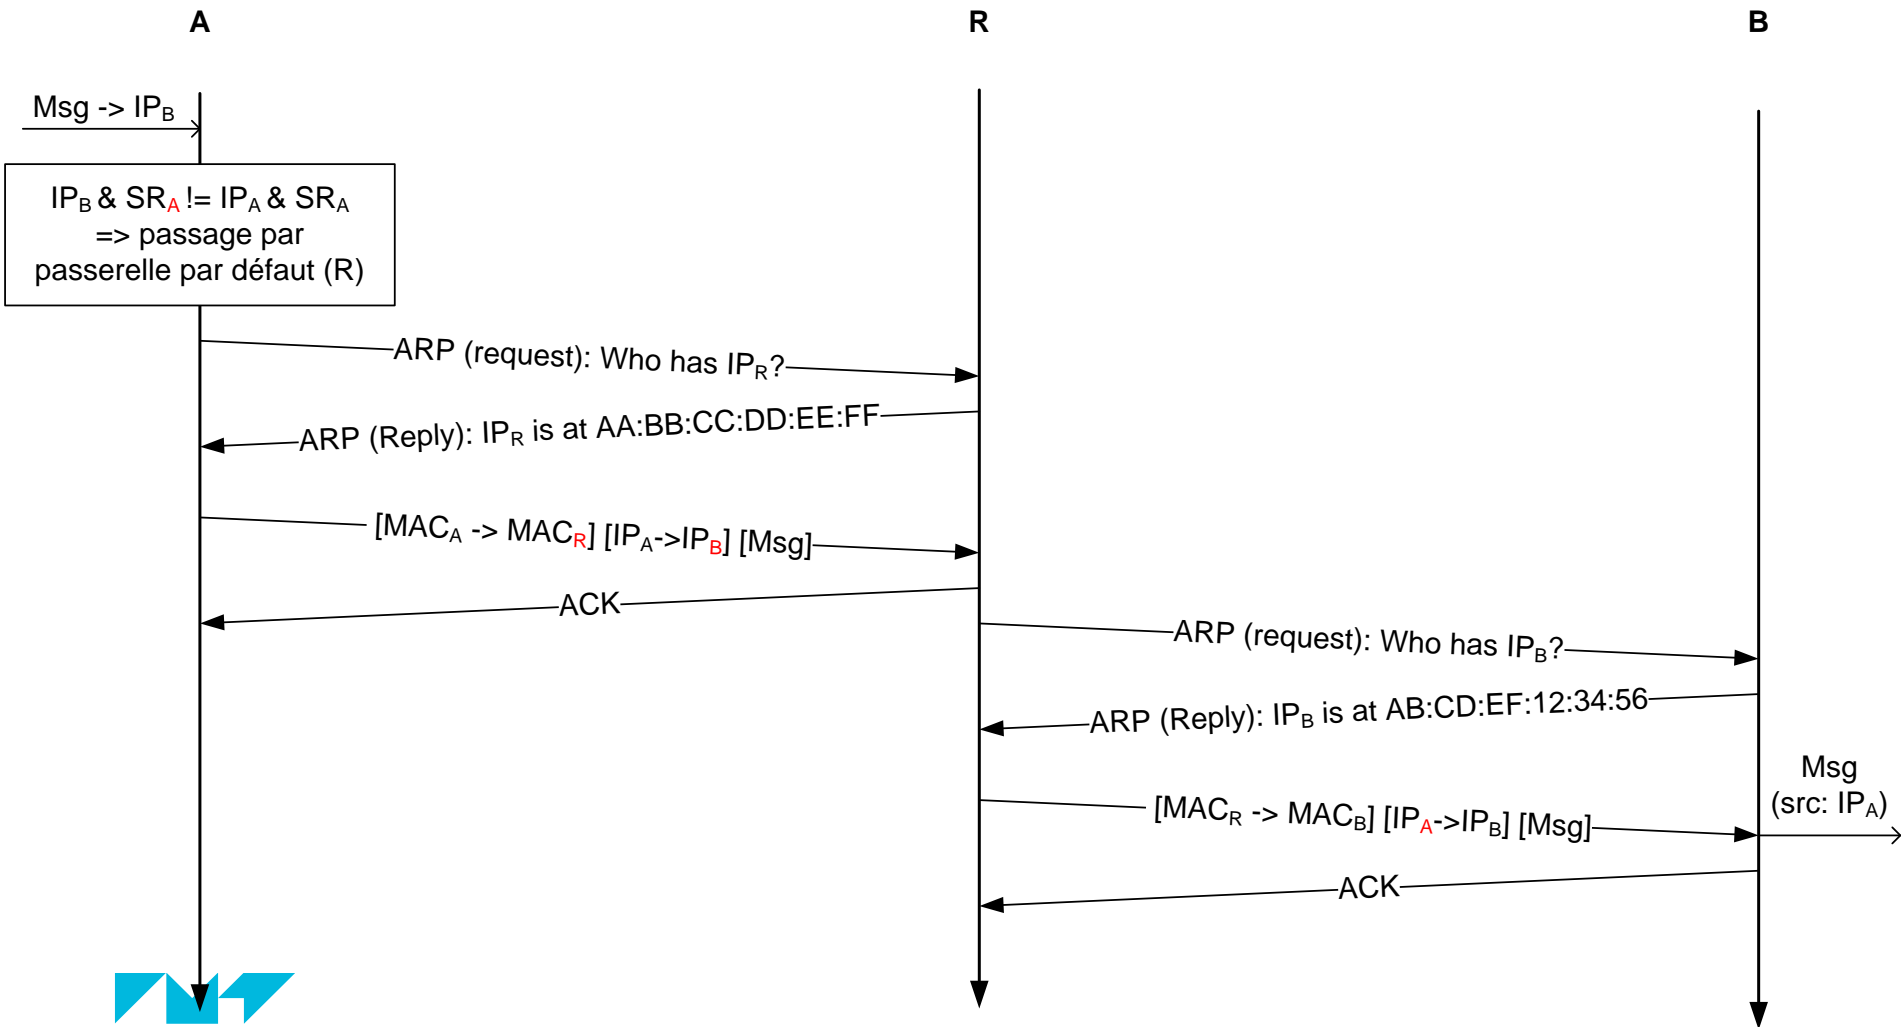 A
R
B
Msg -> IPB
IPB & SRA != IPA & SRA
=> passage par
passerelle par défaut (R)
ARP (request): Who has IPR?
ARP (Reply): IPR is at AA:BB:CC:DD:EE:FF
[MACA -> MACR] [IPA->IPB] [Msg]
ACK
ARP (request): Who has IPB?
ARP (Reply): IPB is at AB:CD:EF:12:34:56
Msg
(src: IPA)
[MACR -> MACB] [IPA->IPB] [Msg]
ACK